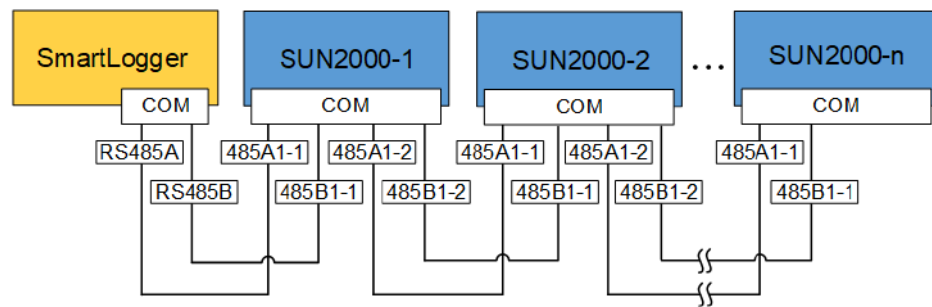 SmartLogger
SUN2000-1
SUN2000-2
...
SUN2000-n
COM
COM
COM
COM
RS485A
485A1-1
485A1-2
485A1-1
485A1-2
485A1-1
RS485B
485B1-1
485B1-2
485B1-1
485B1-2
485B1-1